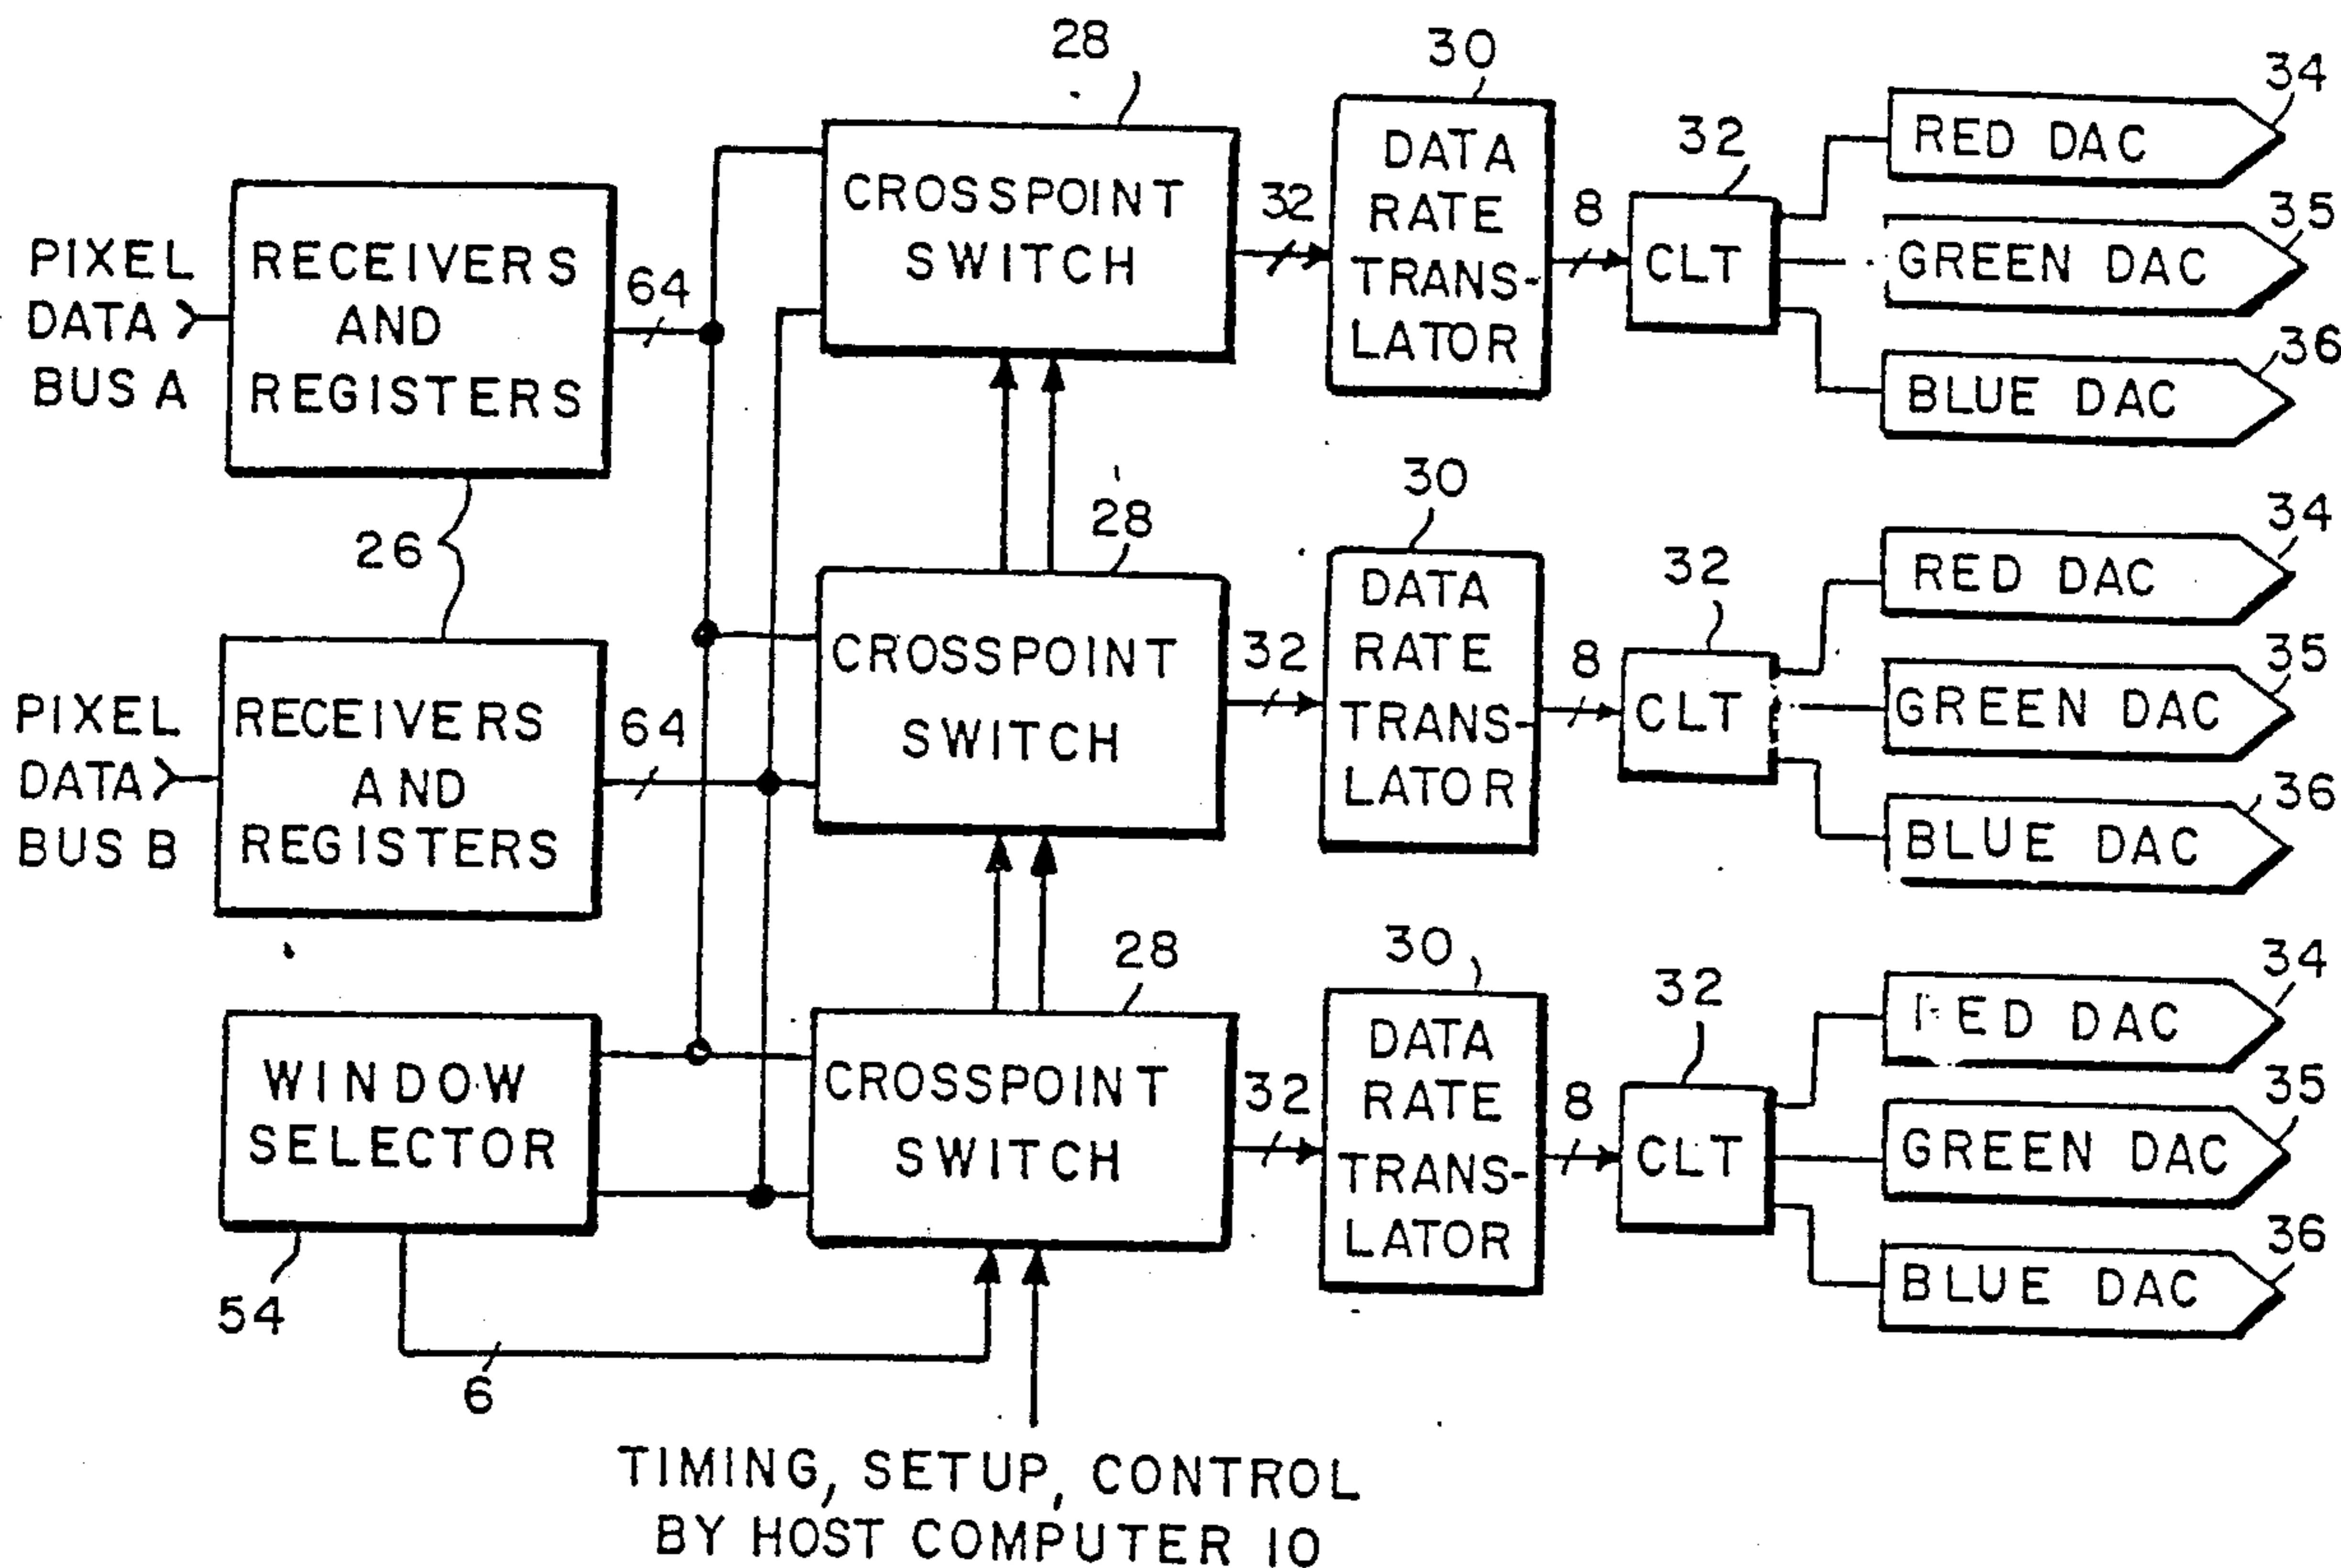 28
30
34
32
RED DAC
CROSSPOINT
SWITCH
32
DATA
RATE
TRANS-
LATOR
8
CLT
35
GREEN DAC
36
BLUE DAC
PIXEL
DATA
BUS A
RECEIVERS
AND
REGISTERS
64
26
28
30
34
32
RED DAC
CROSSPOINT
SWITCH
32
DATA
RATE
TRANS-
LATOR
8
CLT
35
GREEN DAC
36
BLUE DAC
PIXEL
DATA
BUS B
RECEIVERS
AND
REGISTERS
64
28
30
34
32
RED DAC
WINDOW
SELECTOR
54
6
CROSSPOINT
SWITCH
32
DATA
RATE
TRANS-
LATOR
8
CLT
35
GREEN DAC
36
BLUE DAC
TIMING, SETUP, CONTROL
BY HOST COMPUTER 10